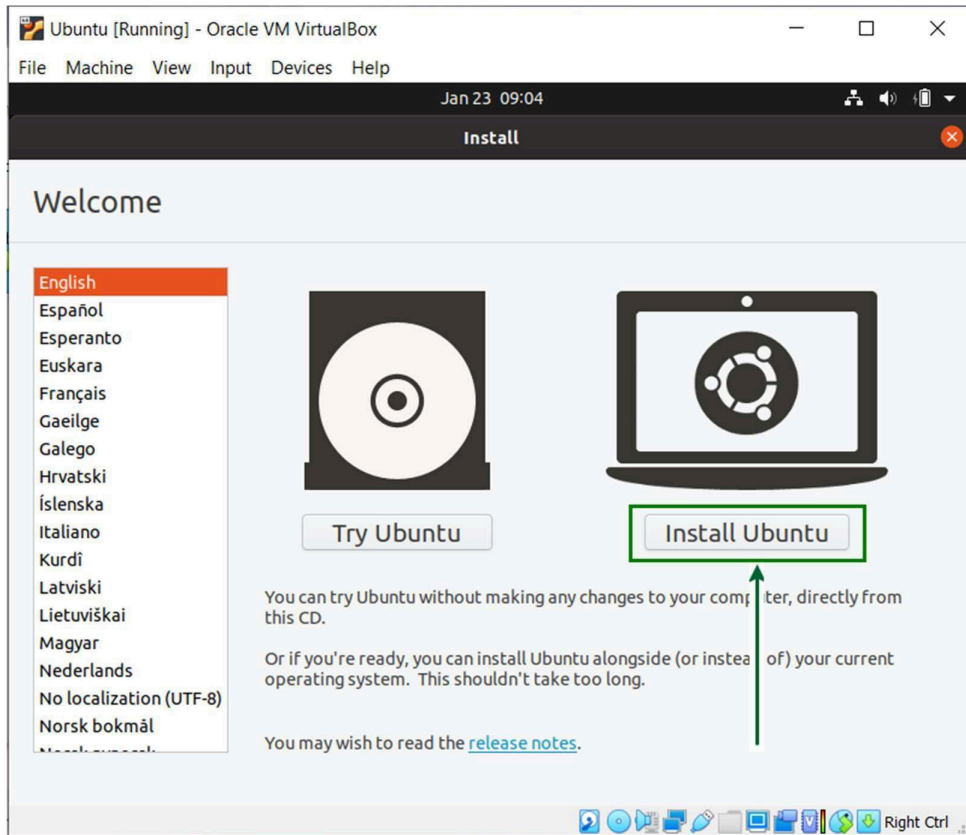 Ubuntu [Running] - Oracle VM VirtualBox
File Machine View Input Devices Help
Jan 23 09:04
Install
Welcome
English
Español
Esperanto
Euskara
Français
Gaeilge
Galego
Hrvatski
Íslenska
Italiano
Kurdî
Latviski
Lietuviškai
Magyar
Nederlands
No localization (UTF-8)
Norsk bokmål
Try Ubuntu
Install Ubuntu
You can try Ubuntu without making any changes to your computer, directly from
this CD.
Or if you're ready, you can install Ubuntu alongside (or instead of) your current
operating system. This shouldn't take too long.
You may wish to read the release notes.
Right Ctrl